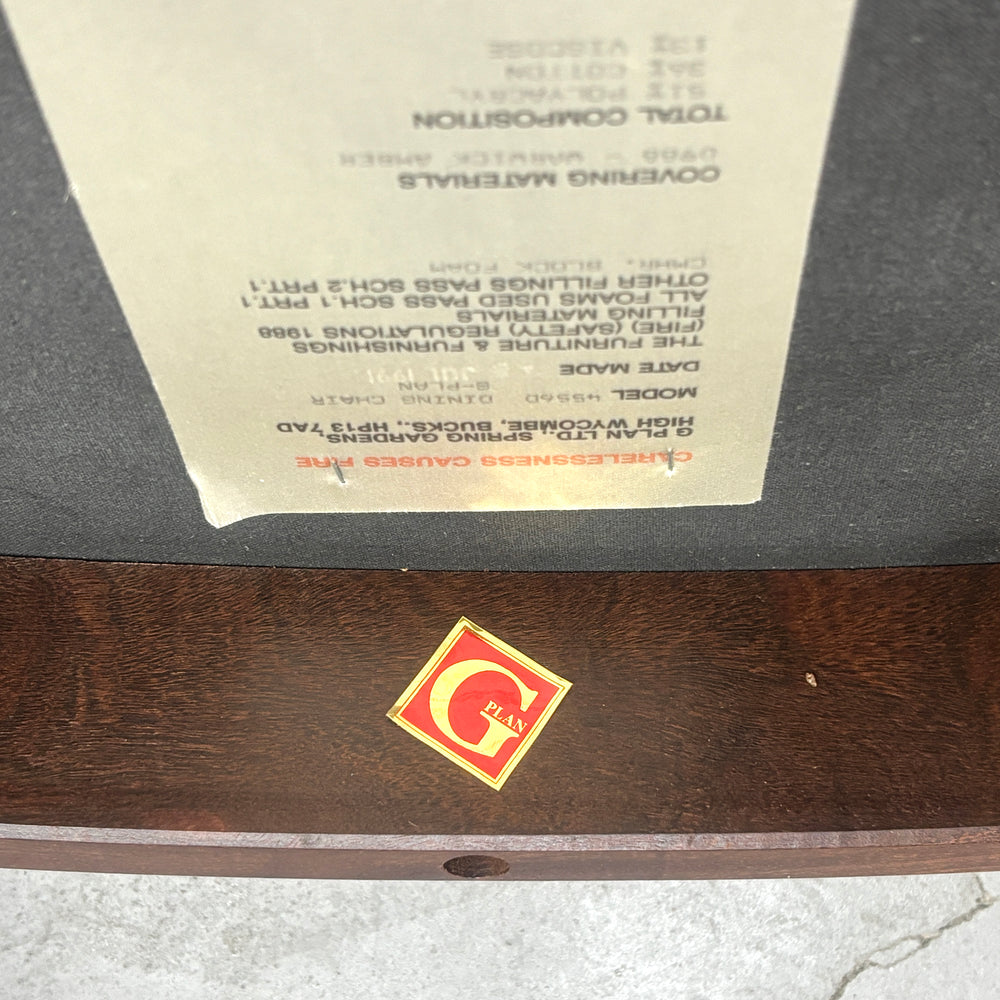 CARELESSNESS CAUSES FIRE
G PLAN LTD., SPRING GARDENS,
HIGH WYCOMBE, BUCKS., HP13 7AD
MODEL 4556D DINING CHAIR
G-PLAN
DATE MADE JUL 1991
THE FURNITURE & FURNISHINGS
(FIRE) (SAFETY) REGULATIONS 1988
FILLING MATERIALS
ALL FOAMS USED PASS SCH.1 PRT.1
OTHER FILLINGS PASS SCH.2 PRT.1
CMHR. BLOCK FOAM
COVERING MATERIALS
0988 - WARWICK AMBER
TOTAL COMPOSITION
51% POLYACRYL
36% COTTON
13% VISCOSE
G PLAN